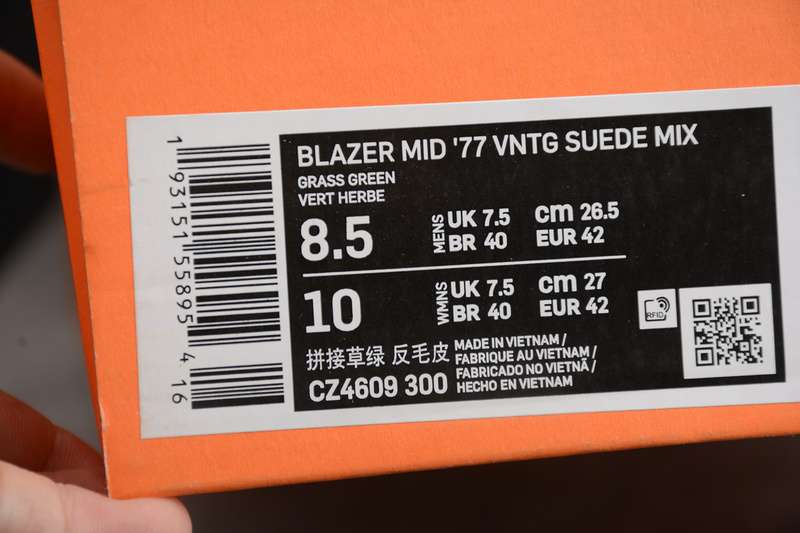 1 93151 55895 4 16
BLAZER MID '77 VNTG SUEDE MIX
GRASS GREEN
VERT HERBE
8.5
MENS
UK 7.5 cm 26.5
BR 40 EUR 42
10
WMNS
UK 7.5 cm 27
BR 40 EUR 42
拼接草绿 反毛皮
CZ4609 300
MADE IN VIETNAM /
FABRIQUE AU VIETNAM /
FABRICADO NO VIETNÃ /
HECHO EN VIETNAM
RFID